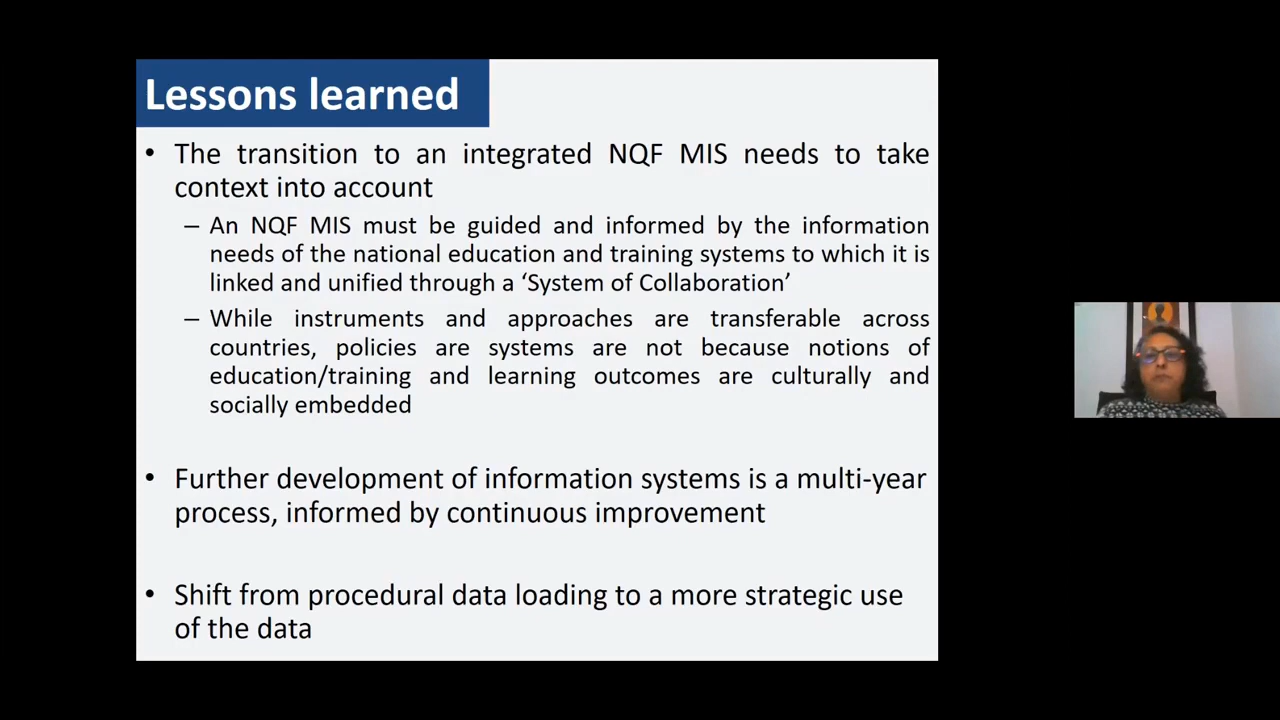 Lessons learned
• The transition to an integrated NQF MIS needs to take
context into account
– An NQF MIS must be guided and informed by the information
needs of the national education and training systems to which it is
linked and unified through a ‘System of Collaboration’
– While instruments and approaches are transferable across
countries, policies are systems are not because notions of
education/training and learning outcomes are culturally and
socially embedded
• Further development of information systems is a multi-year
process, informed by continuous improvement
• Shift from procedural data loading to a more strategic use
of the data